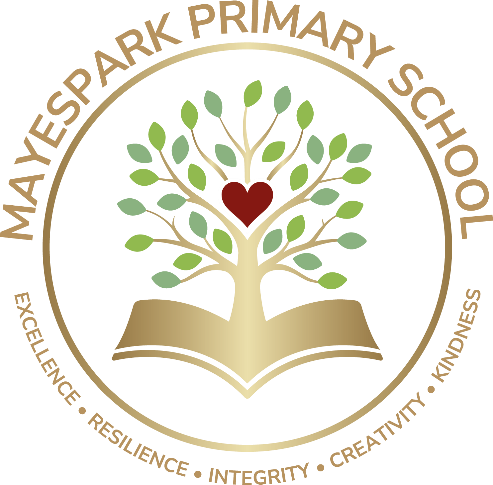 MAYESPARK PRIMARY SCHOOL
EXCELLENCE • RESILIENCE • INTEGRITY • CREATIVITY • KINDNESS